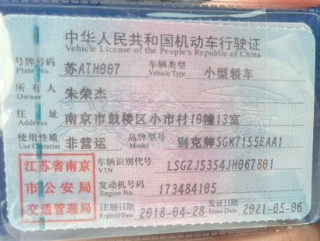 中华人民共和国机动车行驶证
Vehicle License of the People's Republic of China
号牌号码 Plate No. 苏ATH007 车辆类型 Vehicle Type 小型轿车
所有人 Owner 朱荣杰
住址 Address 南京市鼓楼区小市村10幢13室
使用性质 Use Character 非营运 品牌型号 Model 别克牌SGM7155EAA1
江苏省南京市公安局交通管理局
车辆识别代号 VIN LSGZJ5354JH067801
发动机号码 Engine No. 173484105
注册日期 Register Date 2018-04-28 发证日期 Issue Date 2021-05-06